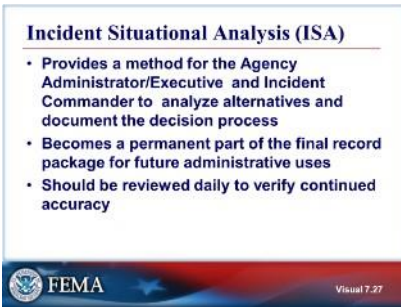 Incident Situational Analysis (ISA)
• Provides a method for the Agency
Administrator/Executive and Incident
Commander to analyze alternatives and
document the decision process
• Becomes a permanent part of the final record
package for future administrative uses
• Should be reviewed daily to verify continued
accuracy
FEMA
Visual 7.27